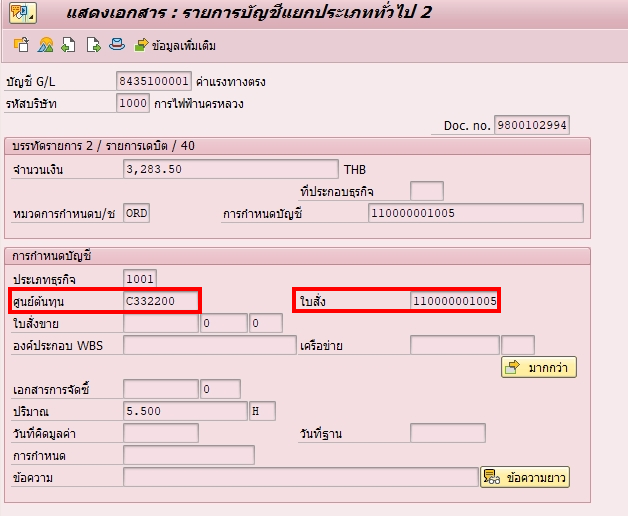 แสดงเอกสาร : รายการบัญชีแยกประเภททั่วไป 2
ข้อมูลเพิ่มเติม
บัญชี G/L 8435100001 ค่าแรงทางตรง
รหัสบริษัท 1000 การไฟฟ้านครหลวง
Doc. no. 9800102994
บรรทัดรายการ 2 / รายการเดบิต / 40
จำนวนเงิน 3,283.50 THB
ที่ประกอบธุรกิจ
หมวดการกำหนดบ/ช ORD การกำหนดบัญชี 110000001005
การกำหนดบัญชี
ประเภทธุรกิจ 1001
ศูนย์ต้นทุน C332200 ใบสั่ง 110000001005
ใบสั่งขาย 0 0
องค์ประกอบ WBS เครือข่าย
มากกว่า
เอกสารการจัดซื้ 0
ปริมาณ 5.500 H
วันที่คิดมูลค่า วันที่ฐาน
การกำหนด
ข้อความ ข้อความยาว